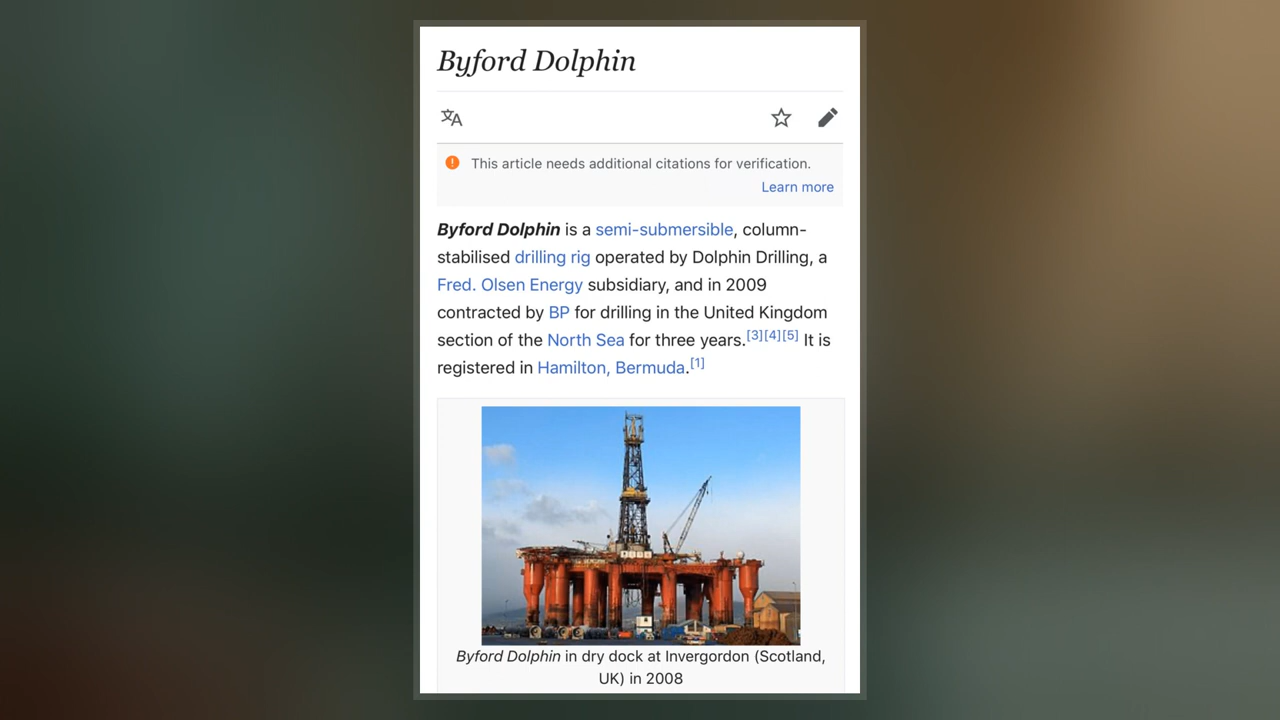 Byford Dolphin
This article needs additional citations for verification.
Learn more
Byford Dolphin is a semi-submersible, column-
stabilised drilling rig operated by Dolphin Drilling, a
Fred. Olsen Energy subsidiary, and in 2009
contracted by BP for drilling in the United Kingdom
section of the North Sea for three years.[3][4][5] It is
registered in Hamilton, Bermuda.[1]
Byford Dolphin in dry dock at Invergordon (Scotland,
UK) in 2008